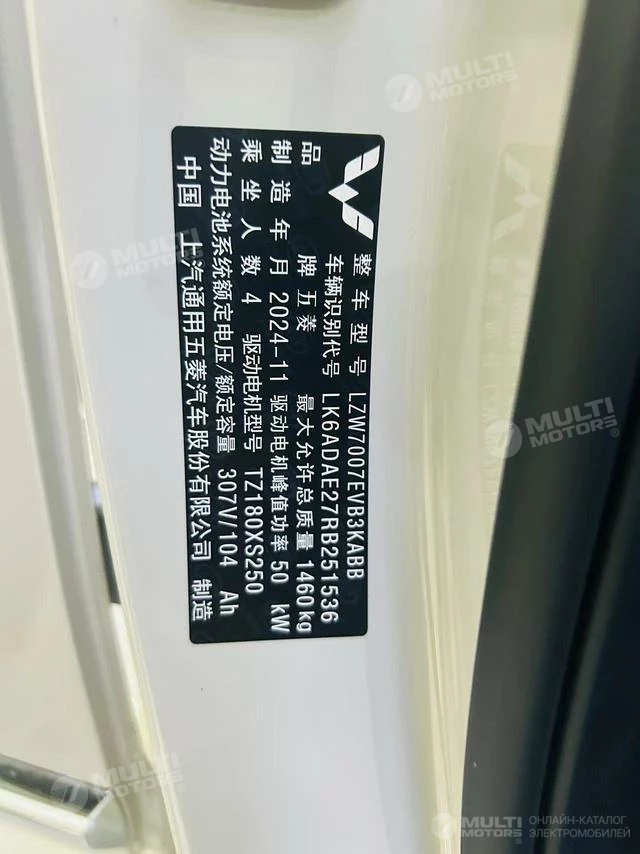 整车型号 LZW7007EVB3KABB
车辆识别代号 LK6ADAE27RB251536
品 牌 五菱 最大允许总质量 1460 kg
制造年月 2024-11 驱动电机峰值功率 50 kW
乘坐人数 4 驱动电机型号 TZ180XS250
动力电池系统额定电压/额定容量 307V/104 Ah
中国 上汽通用五菱汽车股份有限公司 制造
MULTI
MOTORS®
MULTI
MOTORS®
MULTI
MOTORS®
MULTI
MOTORS®
MULTI
MOTORS®
ОНЛАЙН-КАТАЛОГ
ЭЛЕКТРОМОБИЛЕЙ